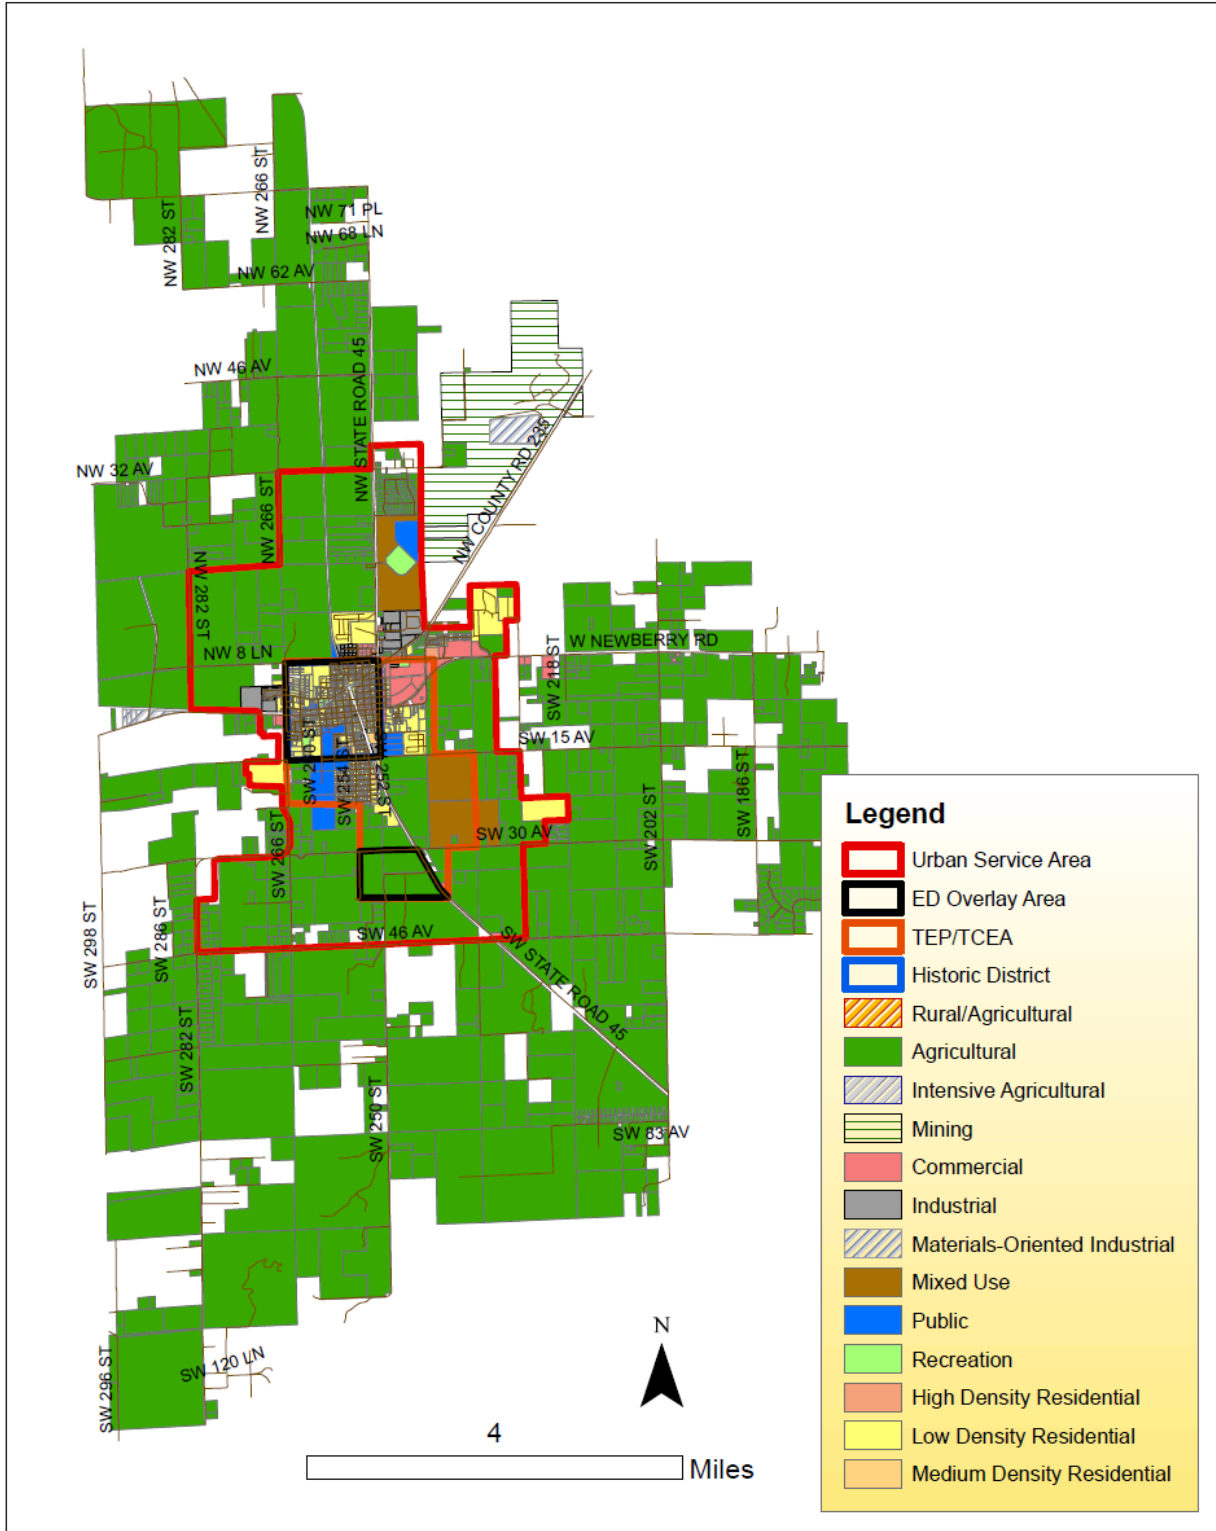 NW 266 ST
NW 71 PL
NW 282 ST
NW 68 LN
NW 62 AV
NW STATE ROAD 45
NW 46 AV
NW COUNTY RD 235
NW 32 AV
NW 266 ST
NW 282 ST
W NEWBERRY RD
NW 8 LN
SW 218 ST
SW 15 AV
SW 254 ST
SW 252 ST
SW 202 ST
SW 186 ST
SW 30 AV
SW 266 ST
SW 298 ST
SW 286 ST
SW 46 AV
SW STATE ROAD 45
SW 282 ST
SW 250 ST
SW 83 AV
SW 296 ST
SW 120 LN
N
4
Miles
Legend
Urban Service Area
ED Overlay Area
TEP/TCEA
Historic District
Rural/Agricultural
Agricultural
Intensive Agricultural
Mining
Commercial
Industrial
Materials-Oriented Industrial
Mixed Use
Public
Recreation
High Density Residential
Low Density Residential
Medium Density Residential